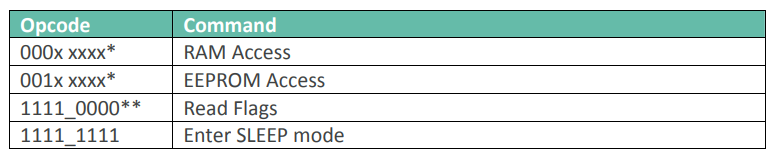 Opcode Command
000x xxxx* RAM Access
001x xxxx* EEPROM Access
1111_0000** Read Flags
1111_1111 Enter SLEEP mode